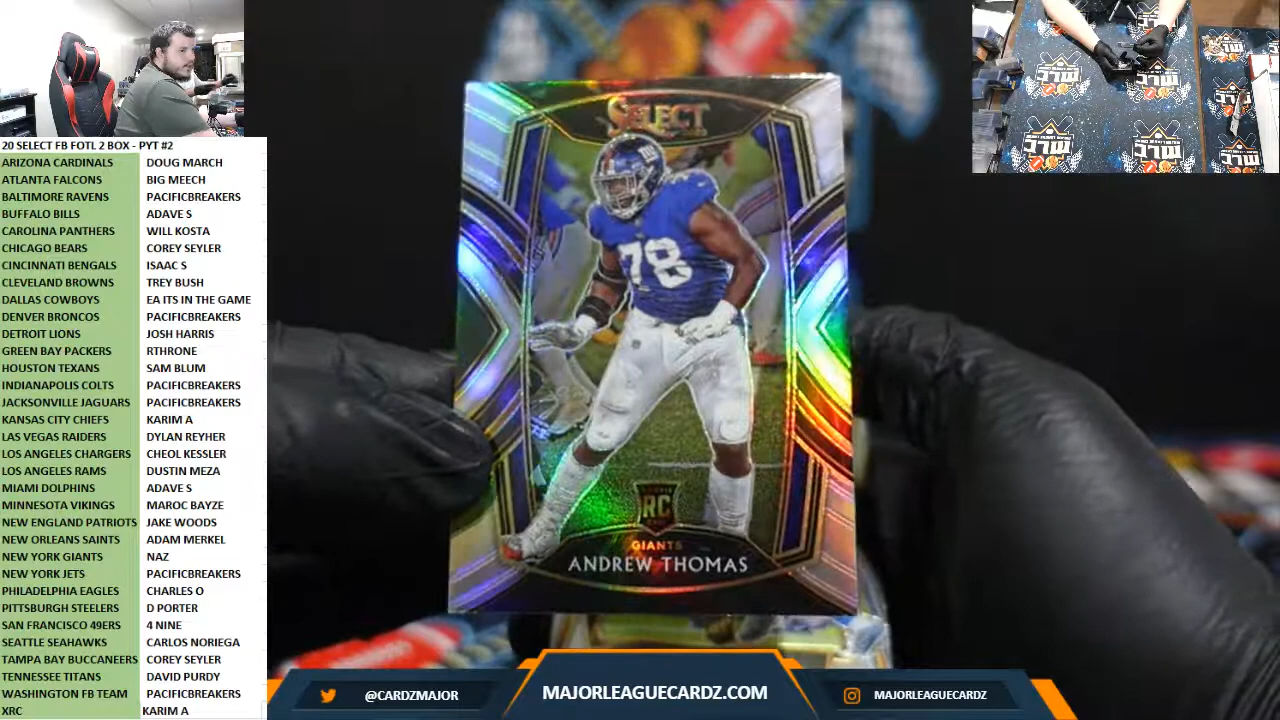 20 SELECT FB FOTL 2 BOX - PYT #2
ARIZONA CARDINALS DOUG MARCH
ATLANTA FALCONS BIG MEECH
BALTIMORE RAVENS PACIFICBREAKERS
BUFFALO BILLS ADAVE S
CAROLINA PANTHERS WILL KOSTA
CHICAGO BEARS COREY SEYLER
CINCINNATI BENGALS ISAAC S
CLEVELAND BROWNS TREY BUSH
DALLAS COWBOYS EA ITS IN THE GAME
DENVER BRONCOS PACIFICBREAKERS
DETROIT LIONS JOSH HARRIS
GREEN BAY PACKERS RTHRONE
HOUSTON TEXANS SAM BLUM
INDIANAPOLIS COLTS PACIFICBREAKERS
JACKSONVILLE JAGUARS PACIFICBREAKERS
KANSAS CITY CHIEFS KARIM A
LAS VEGAS RAIDERS DYLAN REYHER
LOS ANGELES CHARGERS CHEOL KESSLER
LOS ANGELES RAMS DUSTIN MEZA
MIAMI DOLPHINS ADAVE S
MINNESOTA VIKINGS MAROC BAYZE
NEW ENGLAND PATRIOTS JAKE WOODS
NEW ORLEANS SAINTS ADAM MERKEL
NEW YORK GIANTS NAZ
NEW YORK JETS PACIFICBREAKERS
PHILADELPHIA EAGLES CHARLES O
PITTSBURGH STEELERS D PORTER
SAN FRANCISCO 49ERS 4 NINE
SEATTLE SEAHAWKS CARLOS NORIEGA
TAMPA BAY BUCCANEERS COREY SEYLER
TENNESSEE TITANS DAVID PURDY
WASHINGTON FB TEAM PACIFICBREAKERS
XRC KARIM A
SELECT
78
RC
GIANTS
ANDREW THOMAS
@CARDZMAJOR
MAJORLEAGUECARDZ.COM
MAJORLEAGUECARDZ